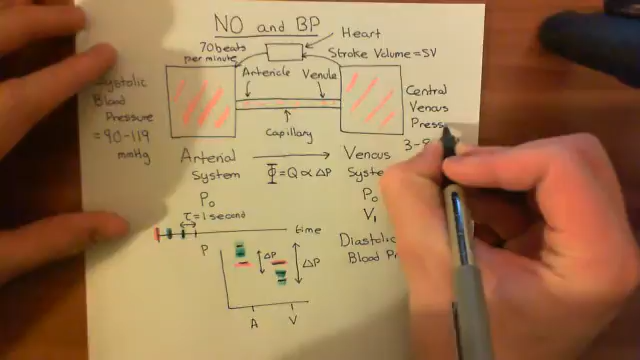 NO and BP
Heart
70 beats
per minute
Stroke Volume = SV
Arteriole
Venule
Systolic
Blood
Pressure
= 90-119
mmHg
Central
Venous
Capillary
Arterial
System
Venous
Φ = Q ∝ ΔP
P₀
P₀
V₁
τ = 1 second
time
P
ΔP
ΔP
A
V
Diastolic
Blood